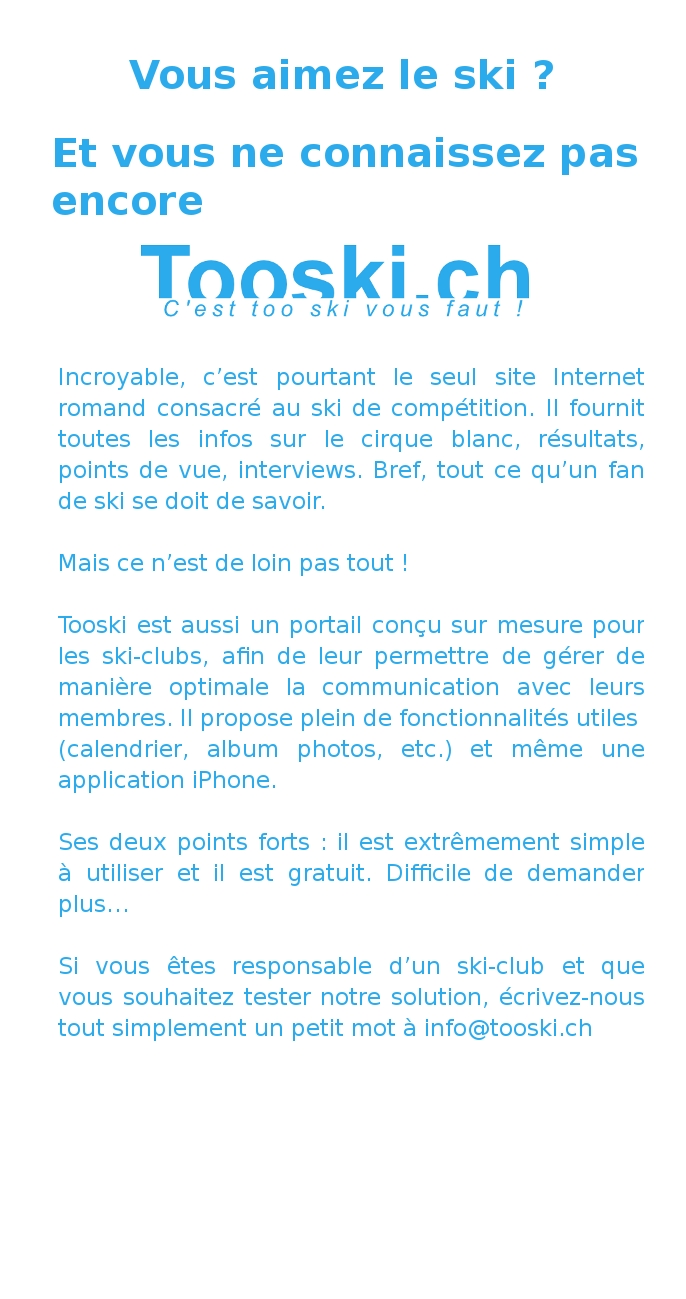 Vous aimez le ski ?
Et vous ne connaissez pas
encore
Tooski.ch
C'est too ski vous faut !
Incroyable, c’est pourtant le seul site Internet
romand consacré au ski de compétition. Il fournit
toutes les infos sur le cirque blanc, résultats,
points de vue, interviews. Bref, tout ce qu’un fan
de ski se doit de savoir.
Mais ce n’est de loin pas tout !
Tooski est aussi un portail conçu sur mesure pour
les ski-clubs, afin de leur permettre de gérer de
manière optimale la communication avec leurs
membres. Il propose plein de fonctionnalités utiles
(calendrier, album photos, etc.) et même une
application iPhone.
Ses deux points forts : il est extrêmement simple
à utiliser et il est gratuit. Difficile de demander
plus…
Si vous êtes responsable d’un ski-club et que
vous souhaitez tester notre solution, écrivez-nous
tout simplement un petit mot à info@tooski.ch